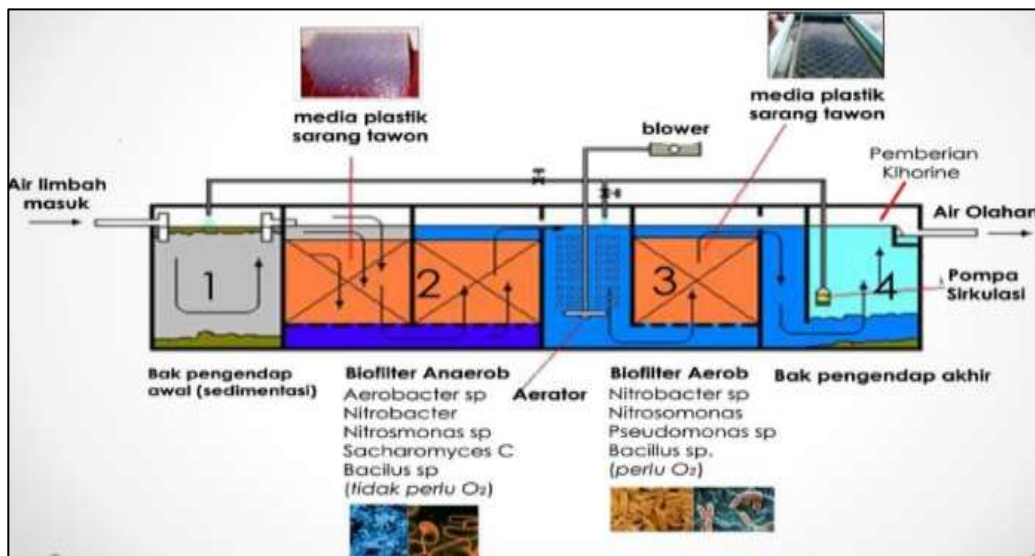 media plastik
sarang tawon
media plastik
sarang tawon
blower
Pemberian
Klhorine
Air limbah
masuk
Air Olahan
1
2
3
4
Pompa
Sirkulasi
Bak pengendap
awal (sedimentasi)
Biofilter Anaerob
Aerobacter sp
Nitrobacter
Nitrosmonas sp
Sacharomyces C
Bacilus sp
(tidak perlu O₂)
Aerator
Biofilter Aerob
Nitrobacter sp
Nitrosomonas
Pseudomonas sp
Bacillus sp.
(perlu O₂)
Bak pengendap akhir